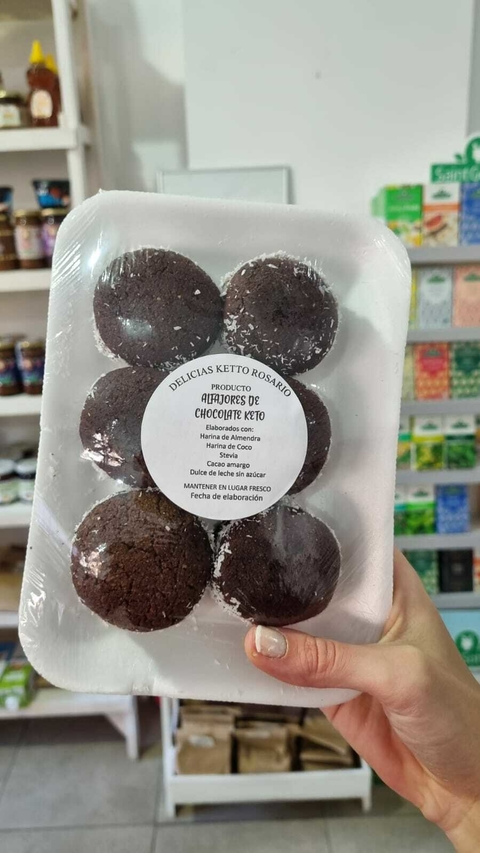 DELICIAS KETTO ROSARIO
PRODUCTO
ALFAJORES DE
CHOCOLATE KETO
Elaborados con:
Harina de Almendra
Harina de Coco
Stevia
Cacao amargo
Dulce de leche sin azúcar
MANTENER EN LUGAR FRESCO
Fecha de elaboración